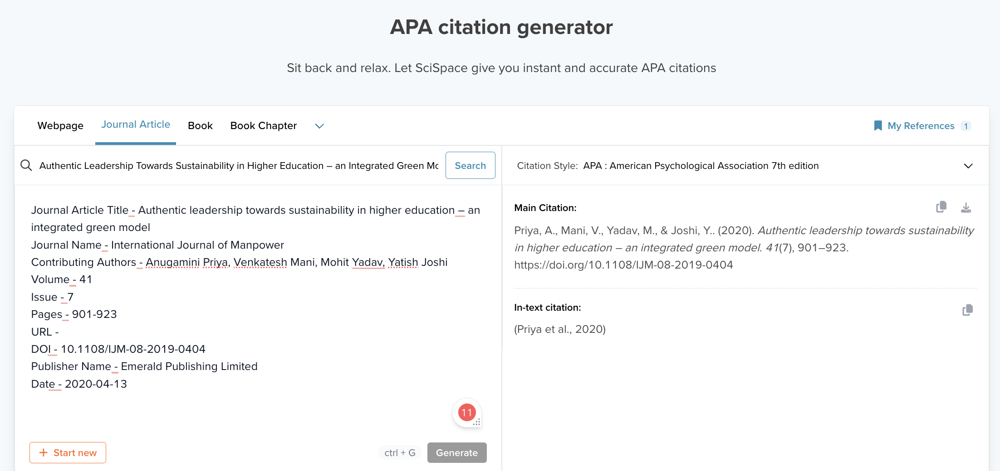 APA citation generator
Sit back and relax. Let SciSpace give you instant and accurate APA citations
Webpage
Journal Article
Book
Book Chapter
My References 1
Authentic Leadership Towards Sustainability in Higher Education – an Integrated Green Mo
Search
Citation Style: APA : American Psychological Association 7th edition
Journal Article Title - Authentic leadership towards sustainability in higher education – an
integrated green model
Journal Name - International Journal of Manpower
Contributing Authors - Anugamini Priya, Venkatesh Mani, Mohit Yadav, Yatish Joshi
Volume - 41
Issue - 7
Pages - 901-923
URL -
DOI - 10.1108/IJM-08-2019-0404
Publisher Name - Emerald Publishing Limited
Date - 2020-04-13
11
+ Start new
ctrl + G
Generate
Main Citation:
Priya, A., Mani, V., Yadav, M., & Joshi, Y.. (2020). Authentic leadership towards sustainability
in higher education – an integrated green model. 41(7), 901–923.
https://doi.org/10.1108/IJM-08-2019-0404
In-text citation:
(Priya et al., 2020)